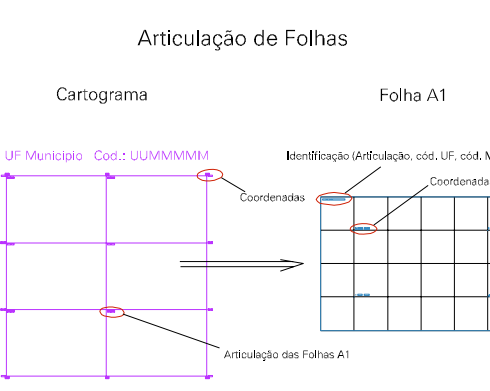 Articulação de Folhas
Cartograma
Folha A1
UF Municipio Cod.: UUMMMMM
Identificação (Articulação, cód. UF, cód. M
Coordenada
Coordenadas
Articulação das Folhas A1